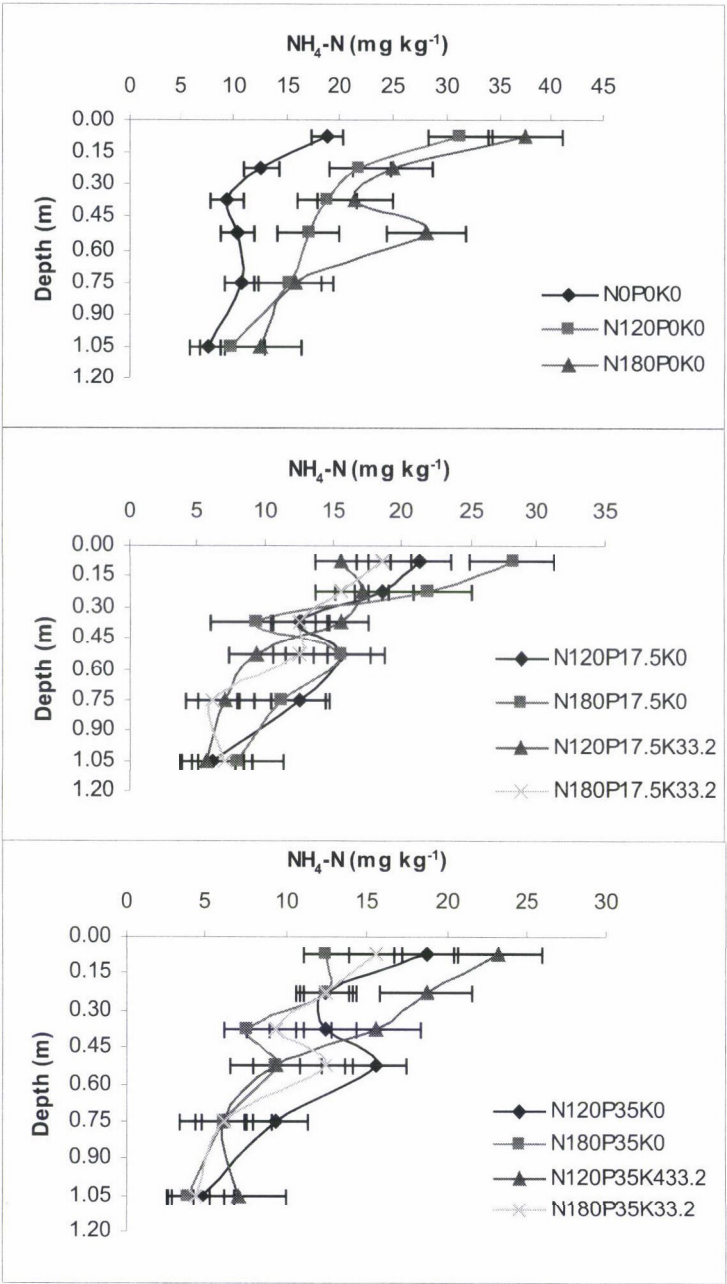 NH₄-N (mg kg⁻¹)
0 5 10 15 20 25 30 35 40 45
0.00
0.15
0.30
0.45
0.60
0.75
0.90
1.05
1.20
Depth (m)
N0P0K0
N120P0K0
N180P0K0
NH₄-N (mg kg⁻¹)
0 5 10 15 20 25 30 35
0.00
0.15
0.30
0.45
0.60
0.75
0.90
1.05
1.20
Depth (m)
N120P17.5K0
N180P17.5K0
N120P17.5K33.2
N180P17.5K33.2
NH₄-N (mg kg⁻¹)
0 5 10 15 20 25 30
0.00
0.15
0.30
0.45
0.60
0.75
0.90
1.05
1.20
Depth (m)
N120P35K0
N180P35K0
N120P35K433.2
N180P35K33.2